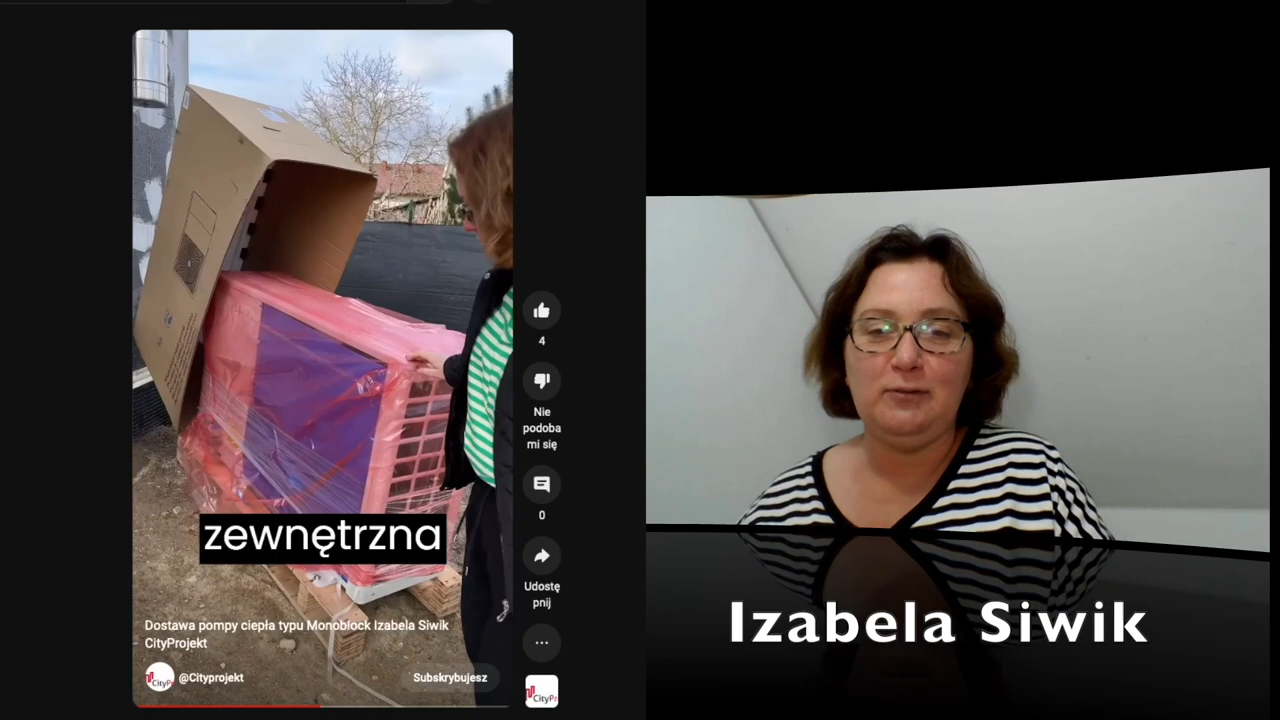 zewnętrzna
4
Nie
podoba
mi się
0
Udostę
pnij
Dostawa pompy ciepła typu Monoblock Izabela Siwik
CityProjekt
@Cityprojekt
Subskrybujesz
Izabela Siwik